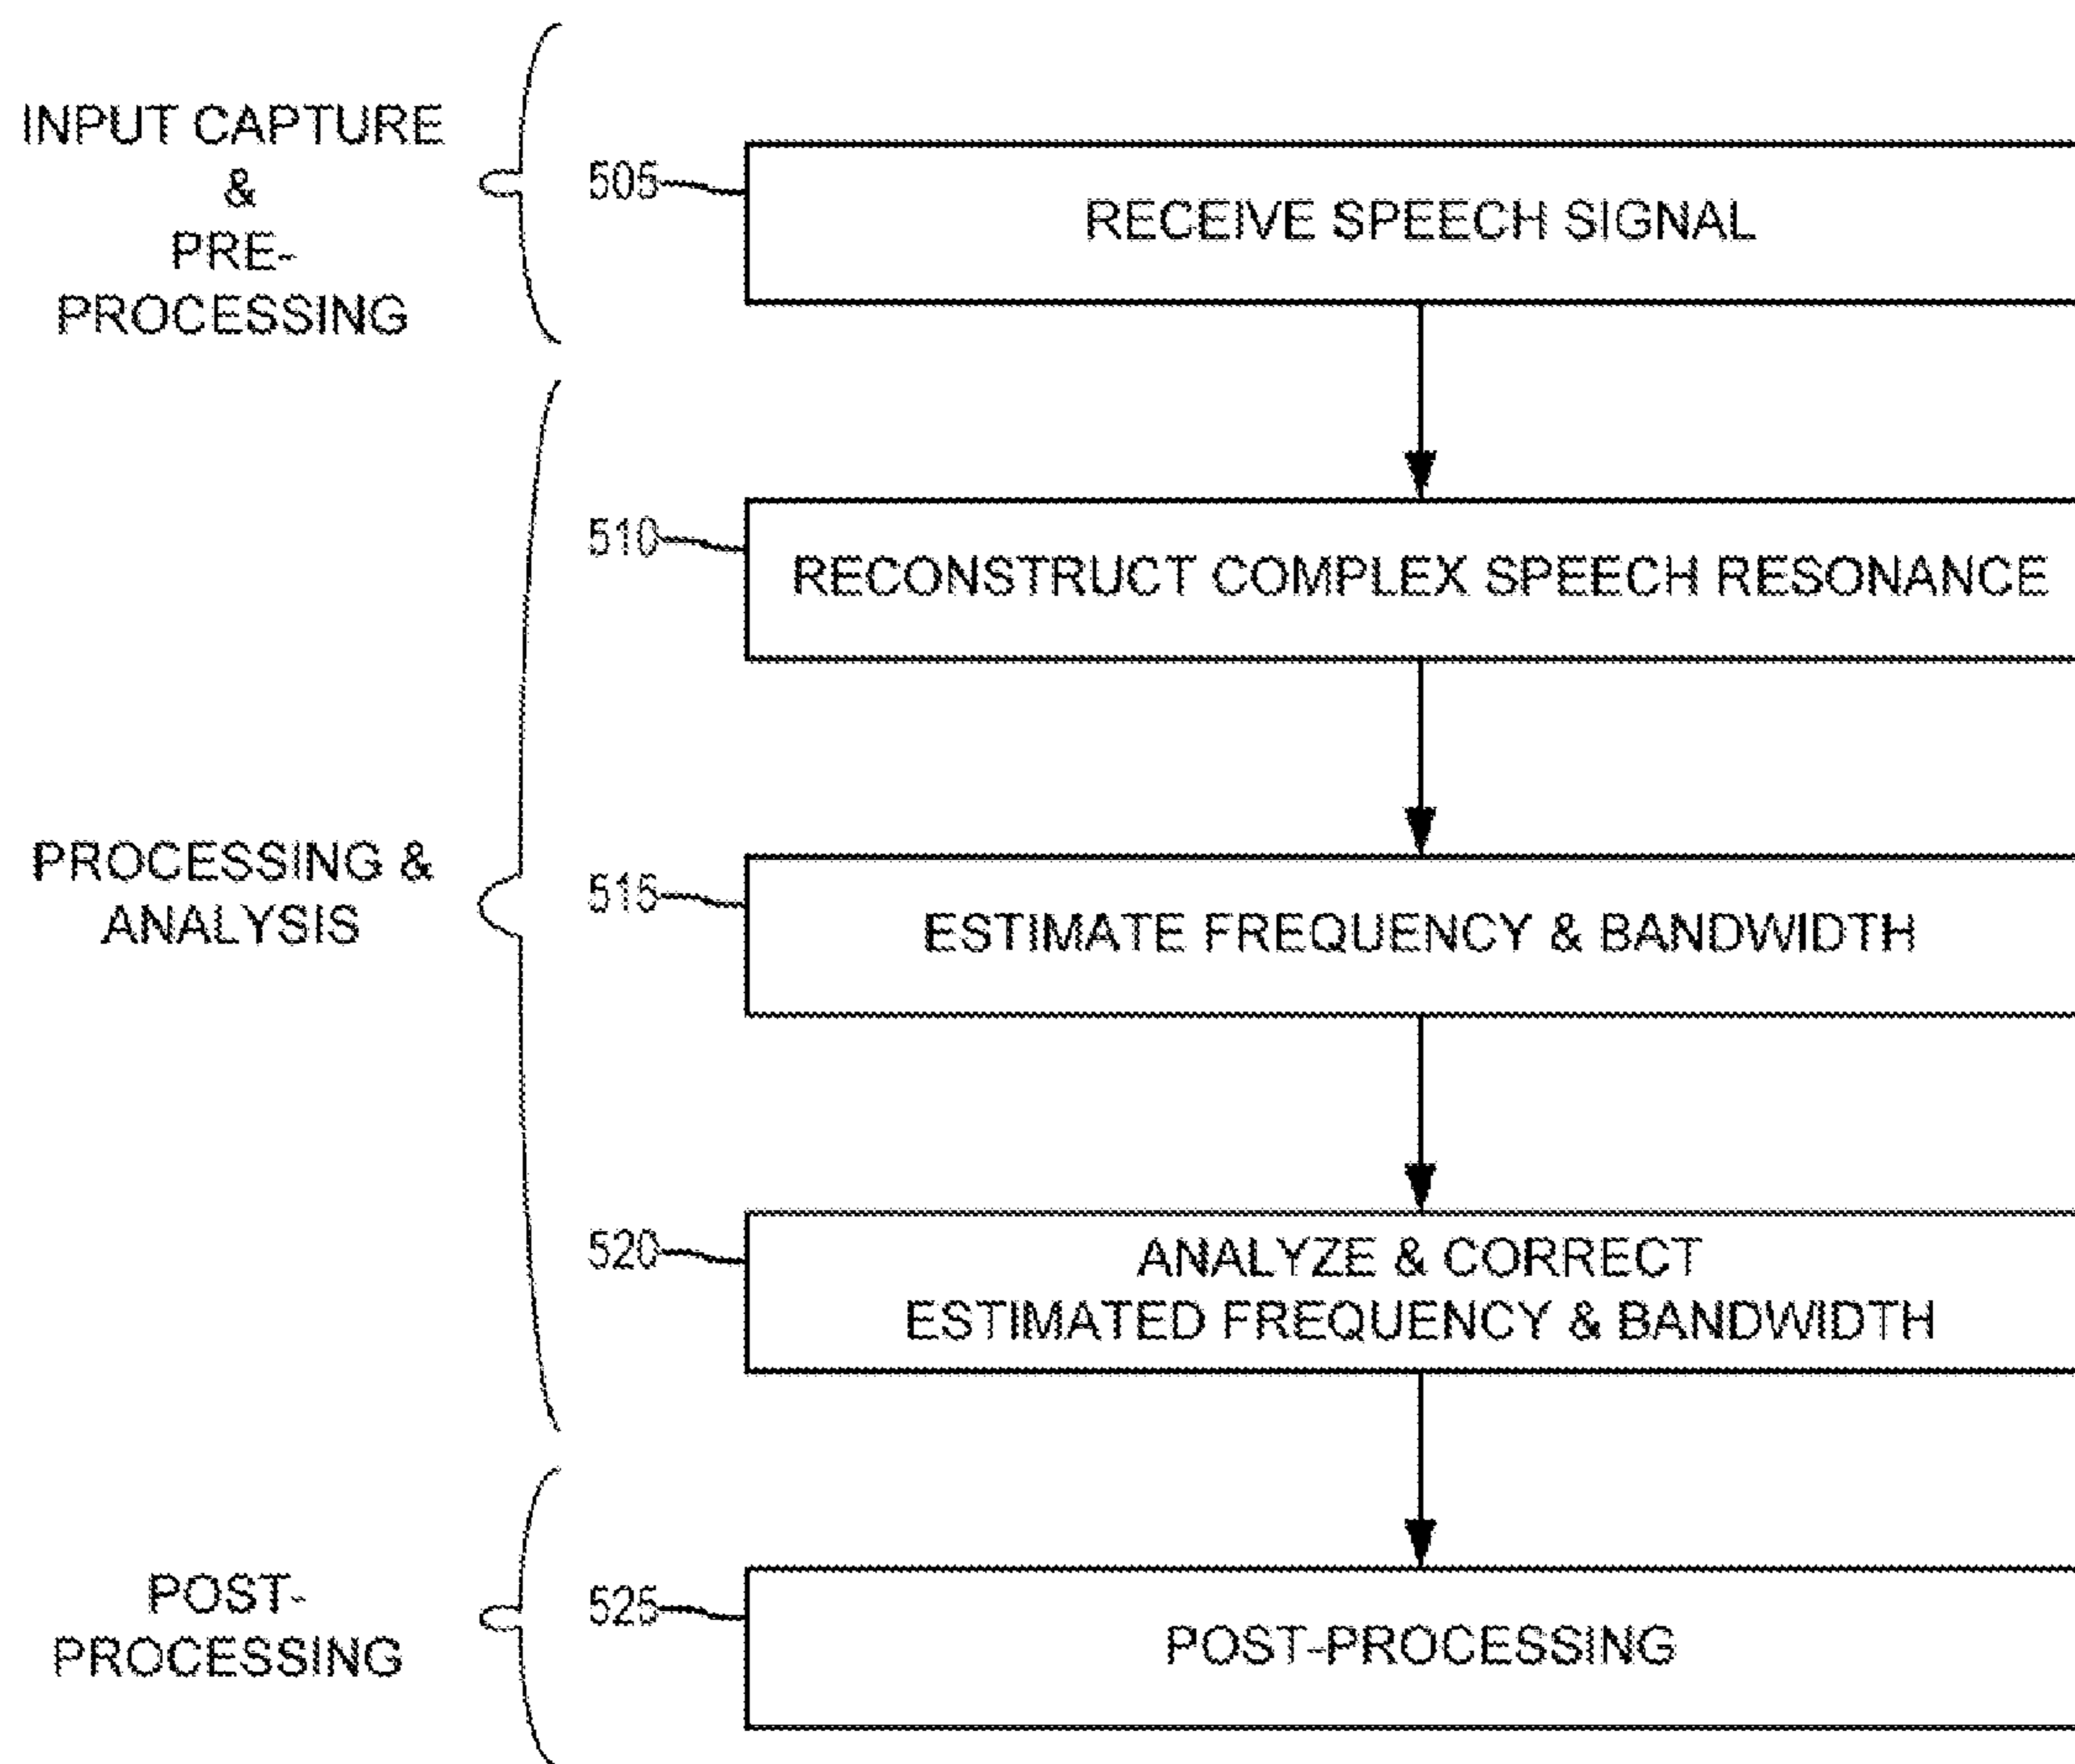 INPUT CAPTURE
&
PRE-
PROCESSING
505
RECEIVE SPEECH SIGNAL
510
RECONSTRUCT COMPLEX SPEECH RESONANCE
PROCESSING &
ANALYSIS
515
ESTIMATE FREQUENCY & BANDWIDTH
520
ANALYZE & CORRECT
ESTIMATED FREQUENCY & BANDWIDTH
POST-
PROCESSING
525
POST-PROCESSING